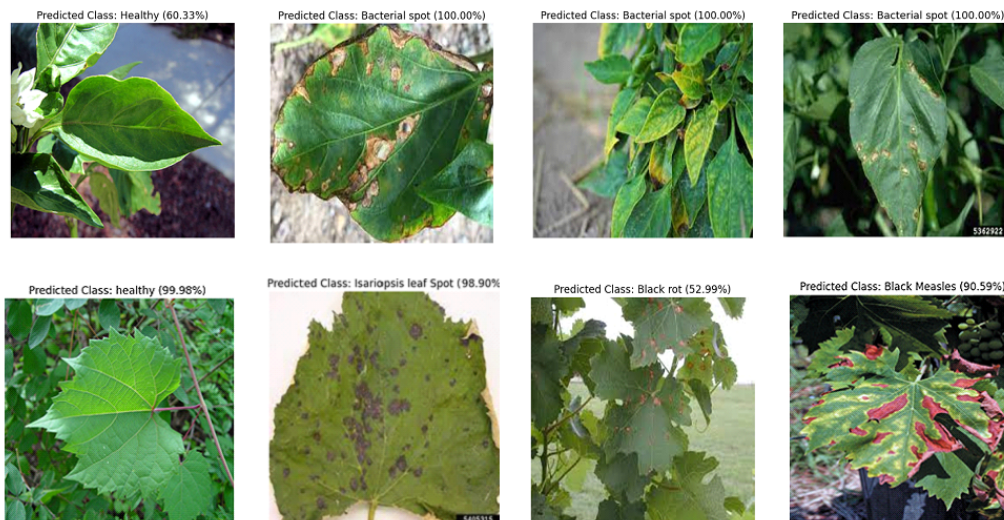 Predicted Class: Healthy (60.33%)
Predicted Class: Bacterial spot (100.00%)
Predicted Class: Bacterial spot (100.00%)
Predicted Class: Bacterial spot (100.00%)
5362922
Predicted Class: healthy (99.98%)
Predicted Class: Isariopsis leaf Spot (98.90%
Predicted Class: Black rot (52.99%)
Predicted Class: Black Measles (90.59%)